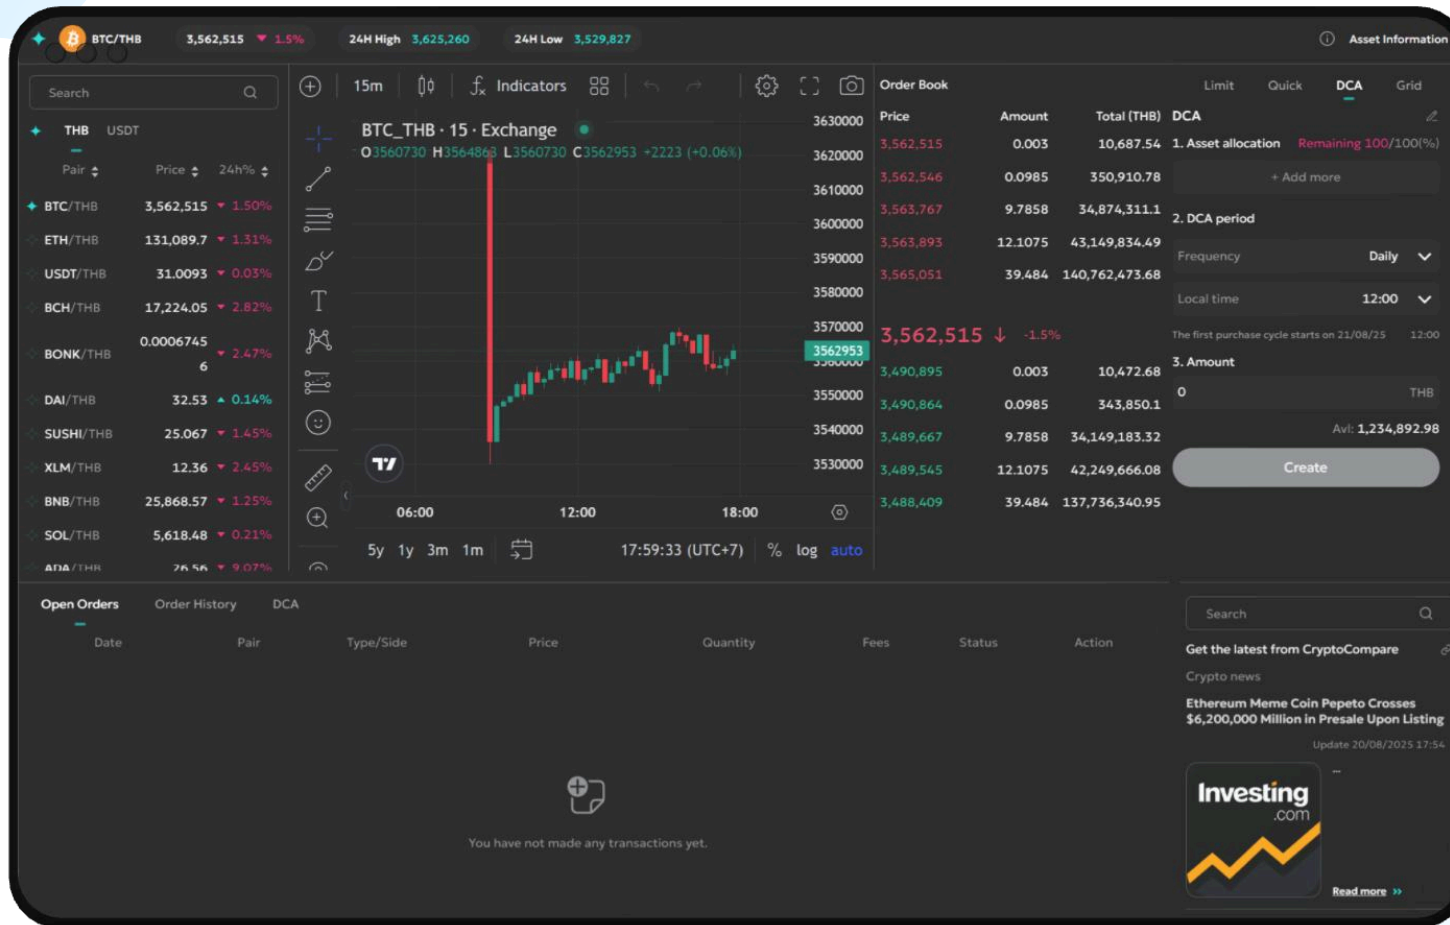 BTC/THB 3,562,515 ▼ 1.5% 24H High 3,625,260 24H Low 3,529,827 Asset Information
Search
THB USDT
Pair Price 24h%
BTC/THB 3,562,515 ▼ 1.50%
ETH/THB 131,089.7 ▼ 1.31%
USDT/THB 31.0093 ▼ 0.03%
BCH/THB 17,224.05 ▼ 2.82%
BONK/THB 0.0006745
6 ▼ 2.47%
DAI/THB 32.53 ▲ 0.14%
SUSHI/THB 25.067 ▼ 1.45%
XLM/THB 12.36 ▼ 2.45%
BNB/THB 25,868.57 ▼ 1.25%
SOL/THB 5,618.48 ▼ 0.21%
ADA/THB 26.56 ▼ 9.07%
15m Indicators
BTC_THB · 15 · Exchange
O3560730 H3564863 L3560730 C3562953 +2223 (+0.06%)
3630000
3620000
3610000
3600000
3590000
3580000
3570000
3562953
3560000
3550000
3540000
3530000
06:00 12:00 18:00
5y 1y 3m 1m 17:59:33 (UTC+7) % log auto
Order Book
Price Amount Total (THB)
3,562,515 0.003 10,687.54
3,562,546 0.0985 350,910.78
3,563,767 9.7858 34,874,311.1
3,563,893 12.1075 43,149,834.49
3,565,051 39.484 140,762,473.68
3,562,515 ↓ -1.5%
3,490,895 0.003 10,472.68
3,490,864 0.0985 343,850.1
3,489,667 9.7858 34,149,183.32
3,489,545 12.1075 42,249,666.08
3,488,409 39.484 137,736,340.95
Limit Quick DCA Grid
DCA
1. Asset allocation Remaining 100/100(%)
+ Add more
2. DCA period
Frequency Daily
Local time 12:00
The first purchase cycle starts on 21/08/25 12:00
3. Amount
0 THB
Avl: 1,234,892.98
Create
Open Orders Order History DCA
Date Pair Type/Side Price Quantity Fees Status Action
You have not made any transactions yet.
Search
Get the latest from CryptoCompare
Crypto news
Ethereum Meme Coin Pepeto Crosses
$6,200,000 Million in Presale Upon Listing
Update 20/08/2025 17:54
...
Investing
.com
Read more »